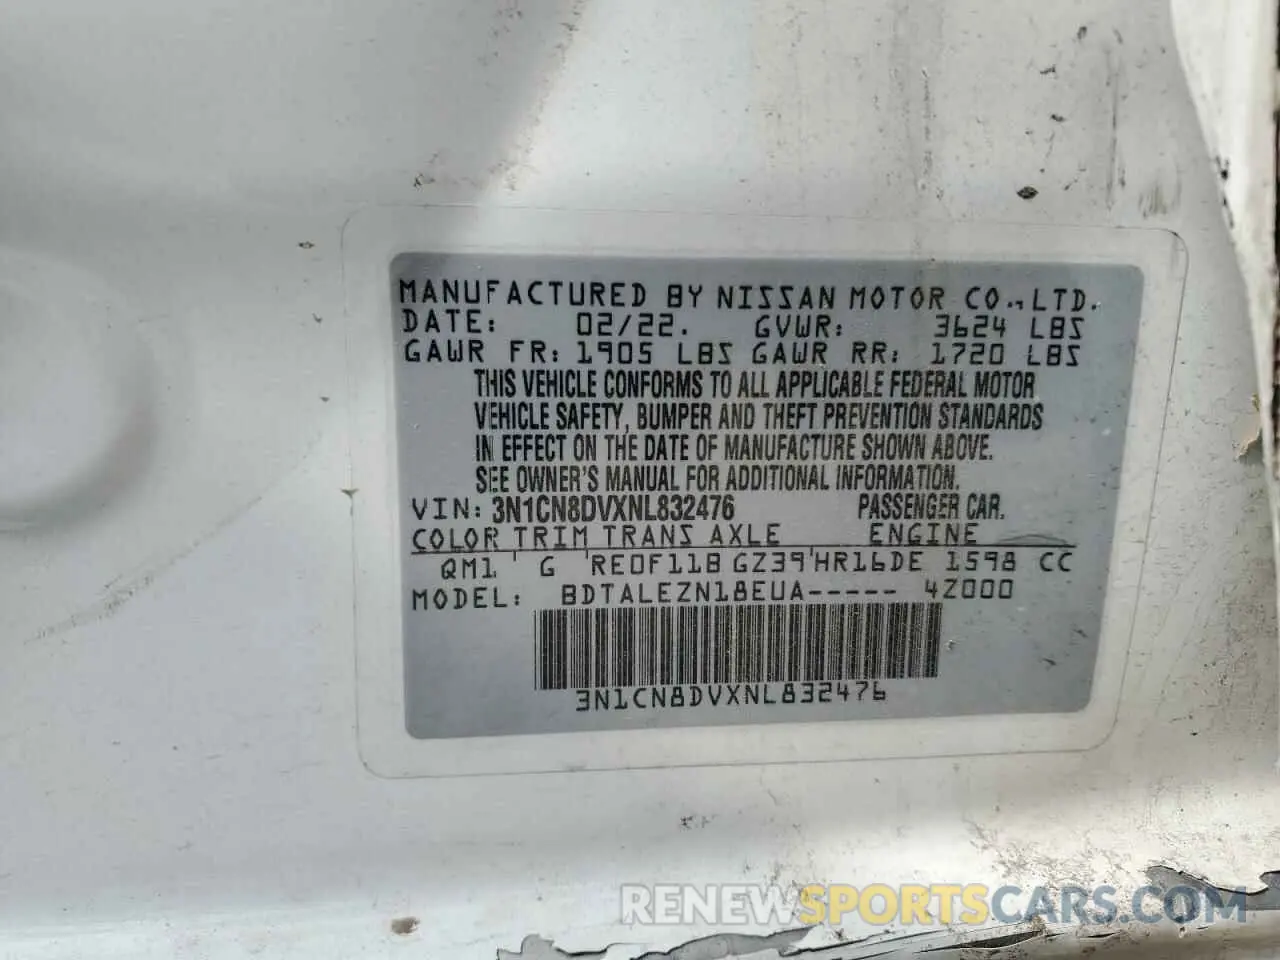 MANUFACTURED BY NISSAN MOTOR CO., LTD.
DATE: 02/22. GVWR: 3624 LBS
GAWR FR: 1905 LBS GAWR RR: 1720 LBS
THIS VEHICLE CONFORMS TO ALL APPLICABLE FEDERAL MOTOR
VEHICLE SAFETY, BUMPER AND THEFT PREVENTION STANDARDS
IN EFFECT ON THE DATE OF MANUFACTURE SHOWN ABOVE.
SEE OWNER'S MANUAL FOR ADDITIONAL INFORMATION.
VIN: 3N1CN8DVXNL832476 PASSENGER CAR.
COLOR TRIM TRANS AXLE ENGINE
QM1 ' G 'RE0F11B GZ39'HR16DE 1598 CC
MODEL: BDTALEZN18EUA----- 4Z000
3N1CN8DVXNL832476
RENEWSPORTSCARS.COM